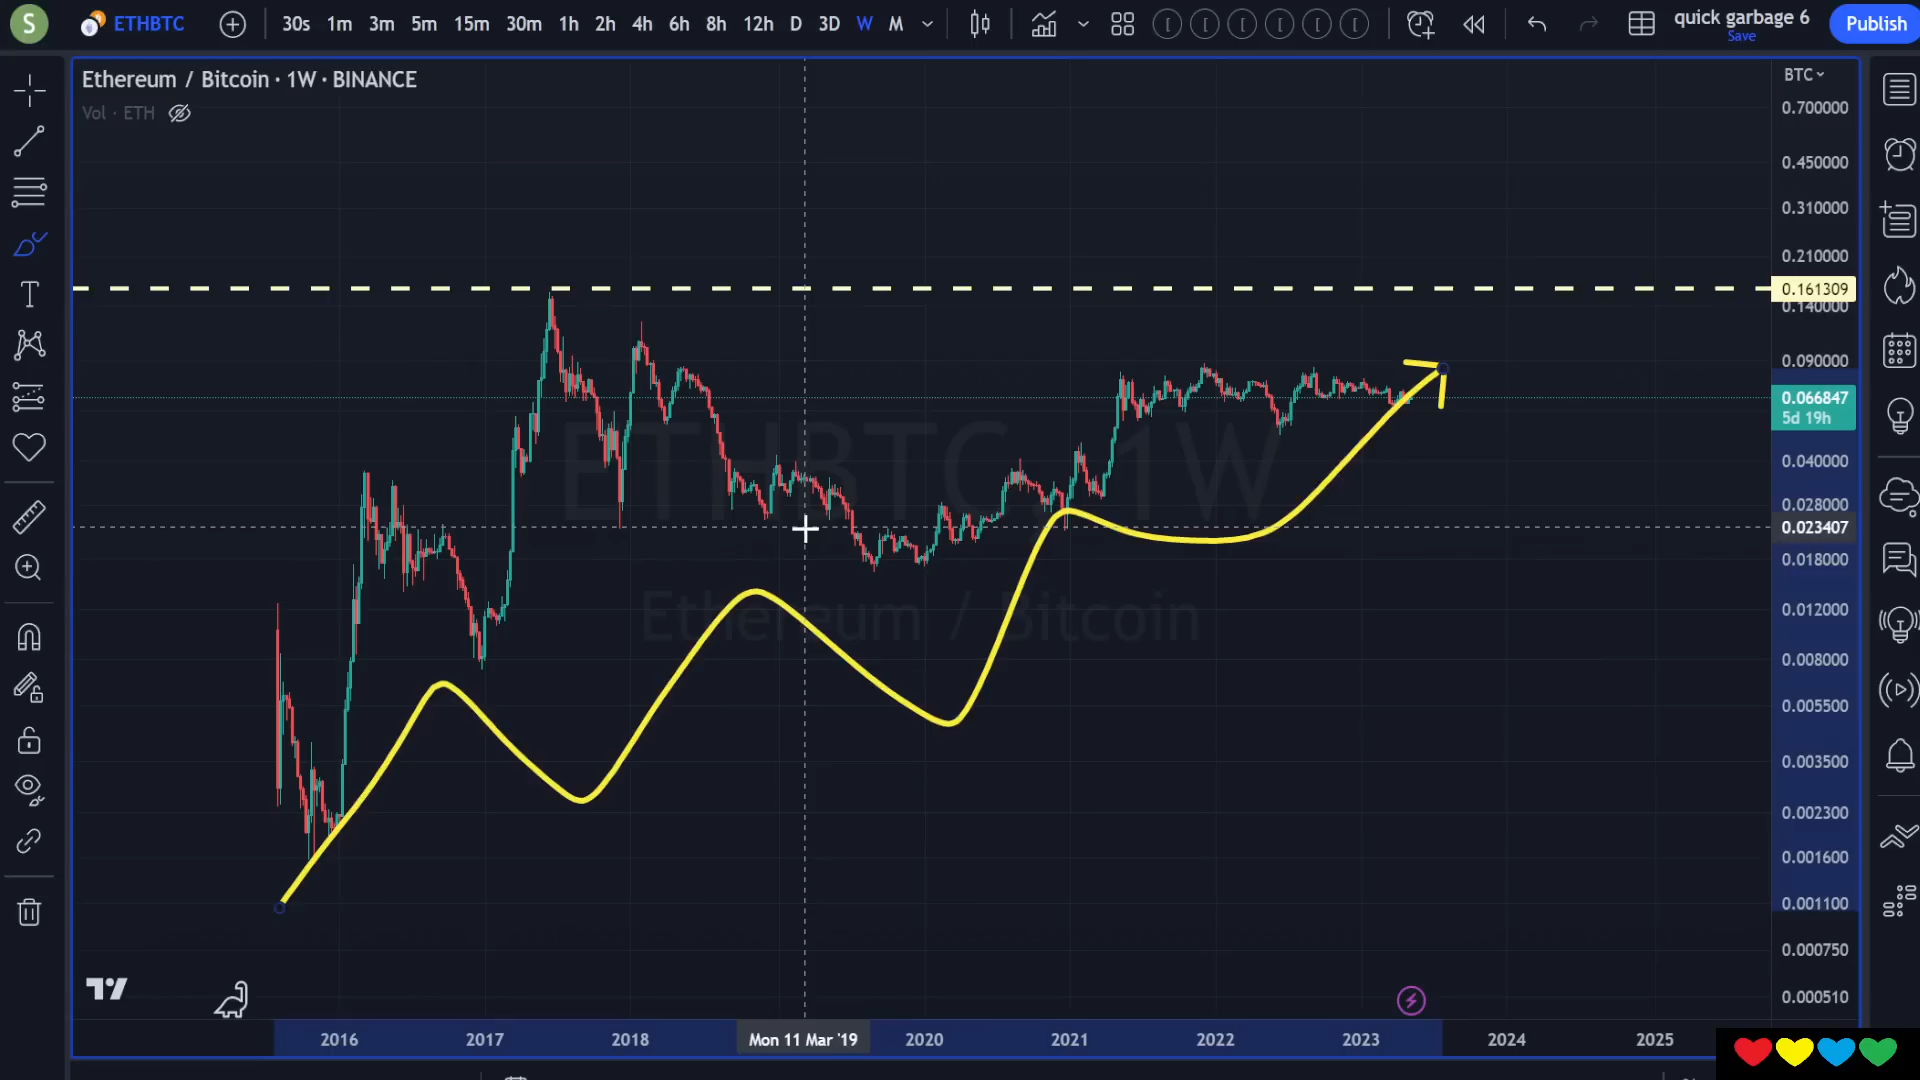 S
ETHBTC
30s 1m 3m 5m 15m 30m 1h 2h 4h 6h 8h 12h D 3D W M
quick garbage 6
Save
Publish
Ethereum / Bitcoin · 1W · BINANCE
Vol · ETH
BTC
0.700000
0.450000
0.310000
0.210000
0.161309
0.140000
0.090000
0.066847
5d 19h
0.040000
0.028000
0.023407
0.018000
0.012000
0.008000
0.005500
0.003500
0.002300
0.001600
0.001100
0.000750
0.000510
ETHBTC, 1W
Ethereum / Bitcoin
2016 2017 2018 Mon 11 Mar '19 2020 2021 2022 2023 2024 2025